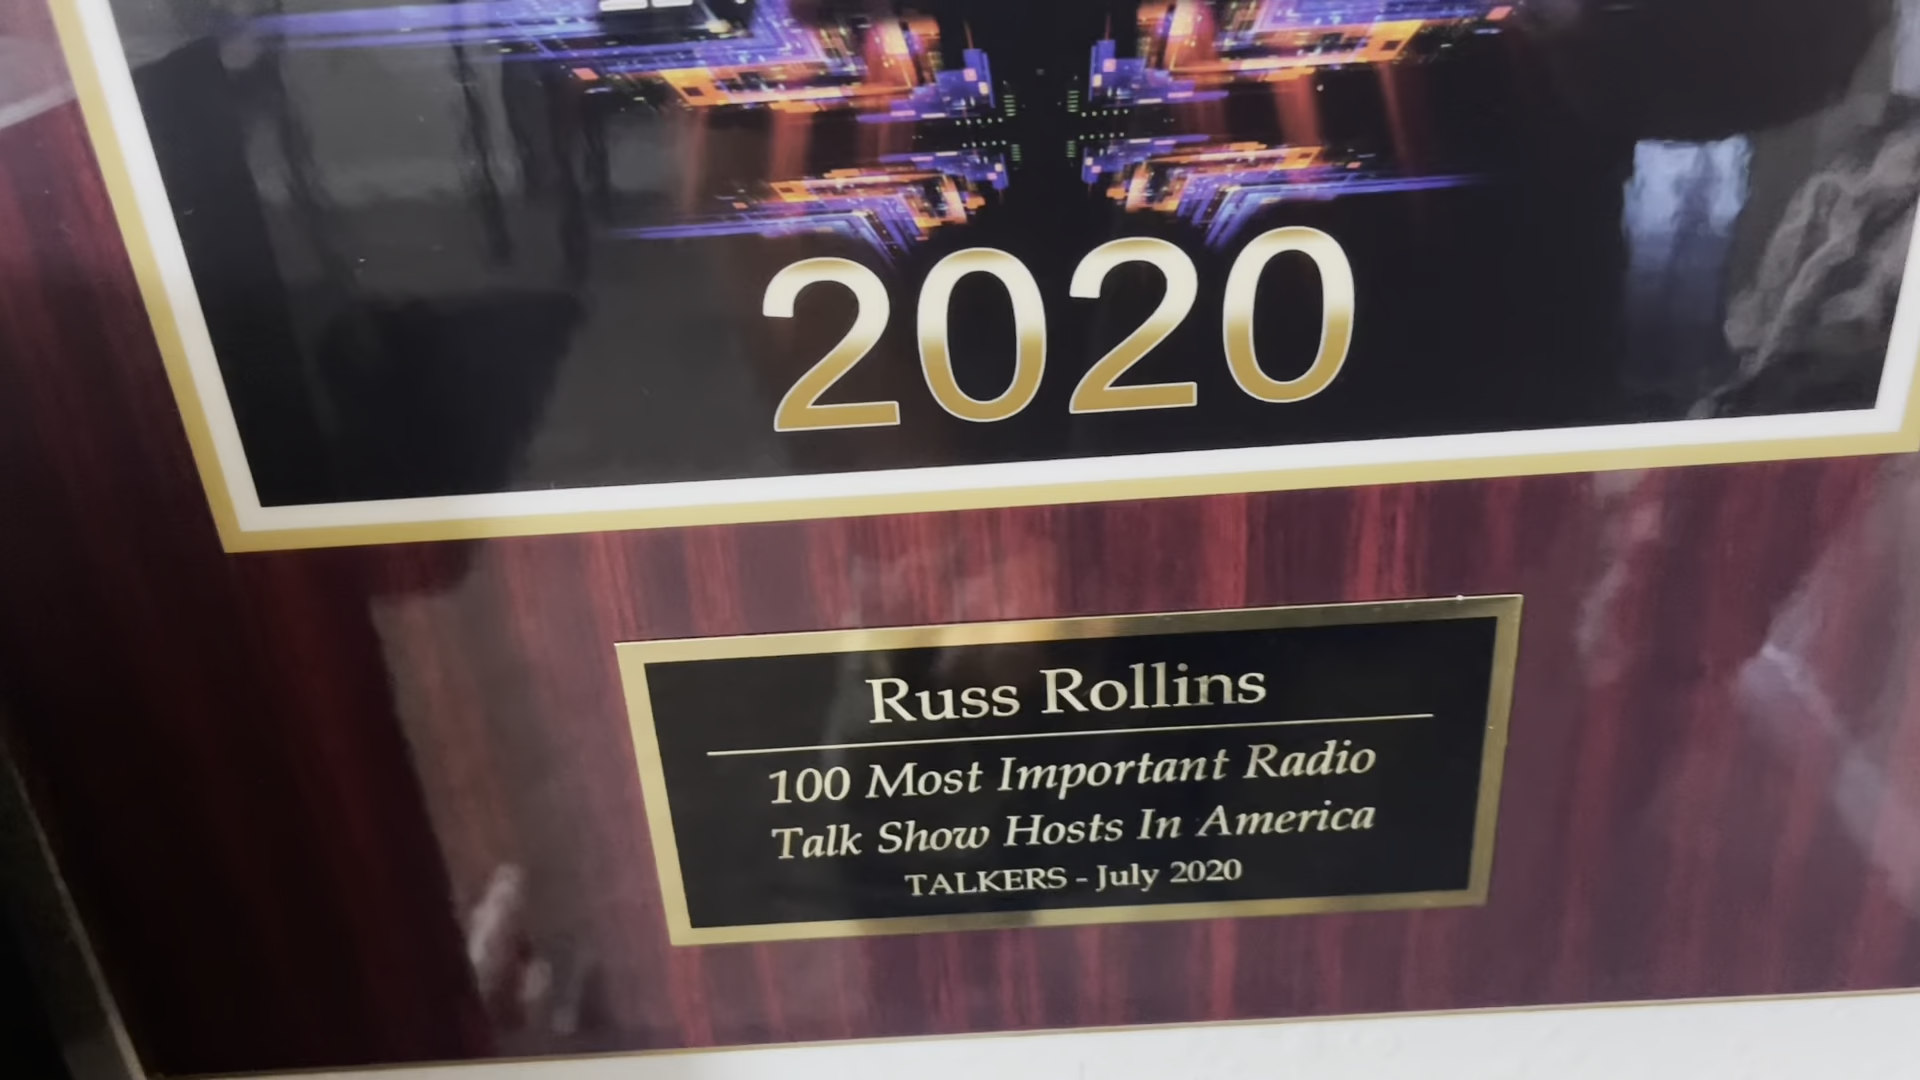 2020
Russ Rollins
100 Most Important Radio
Talk Show Hosts In America
TALKERS - July 2020